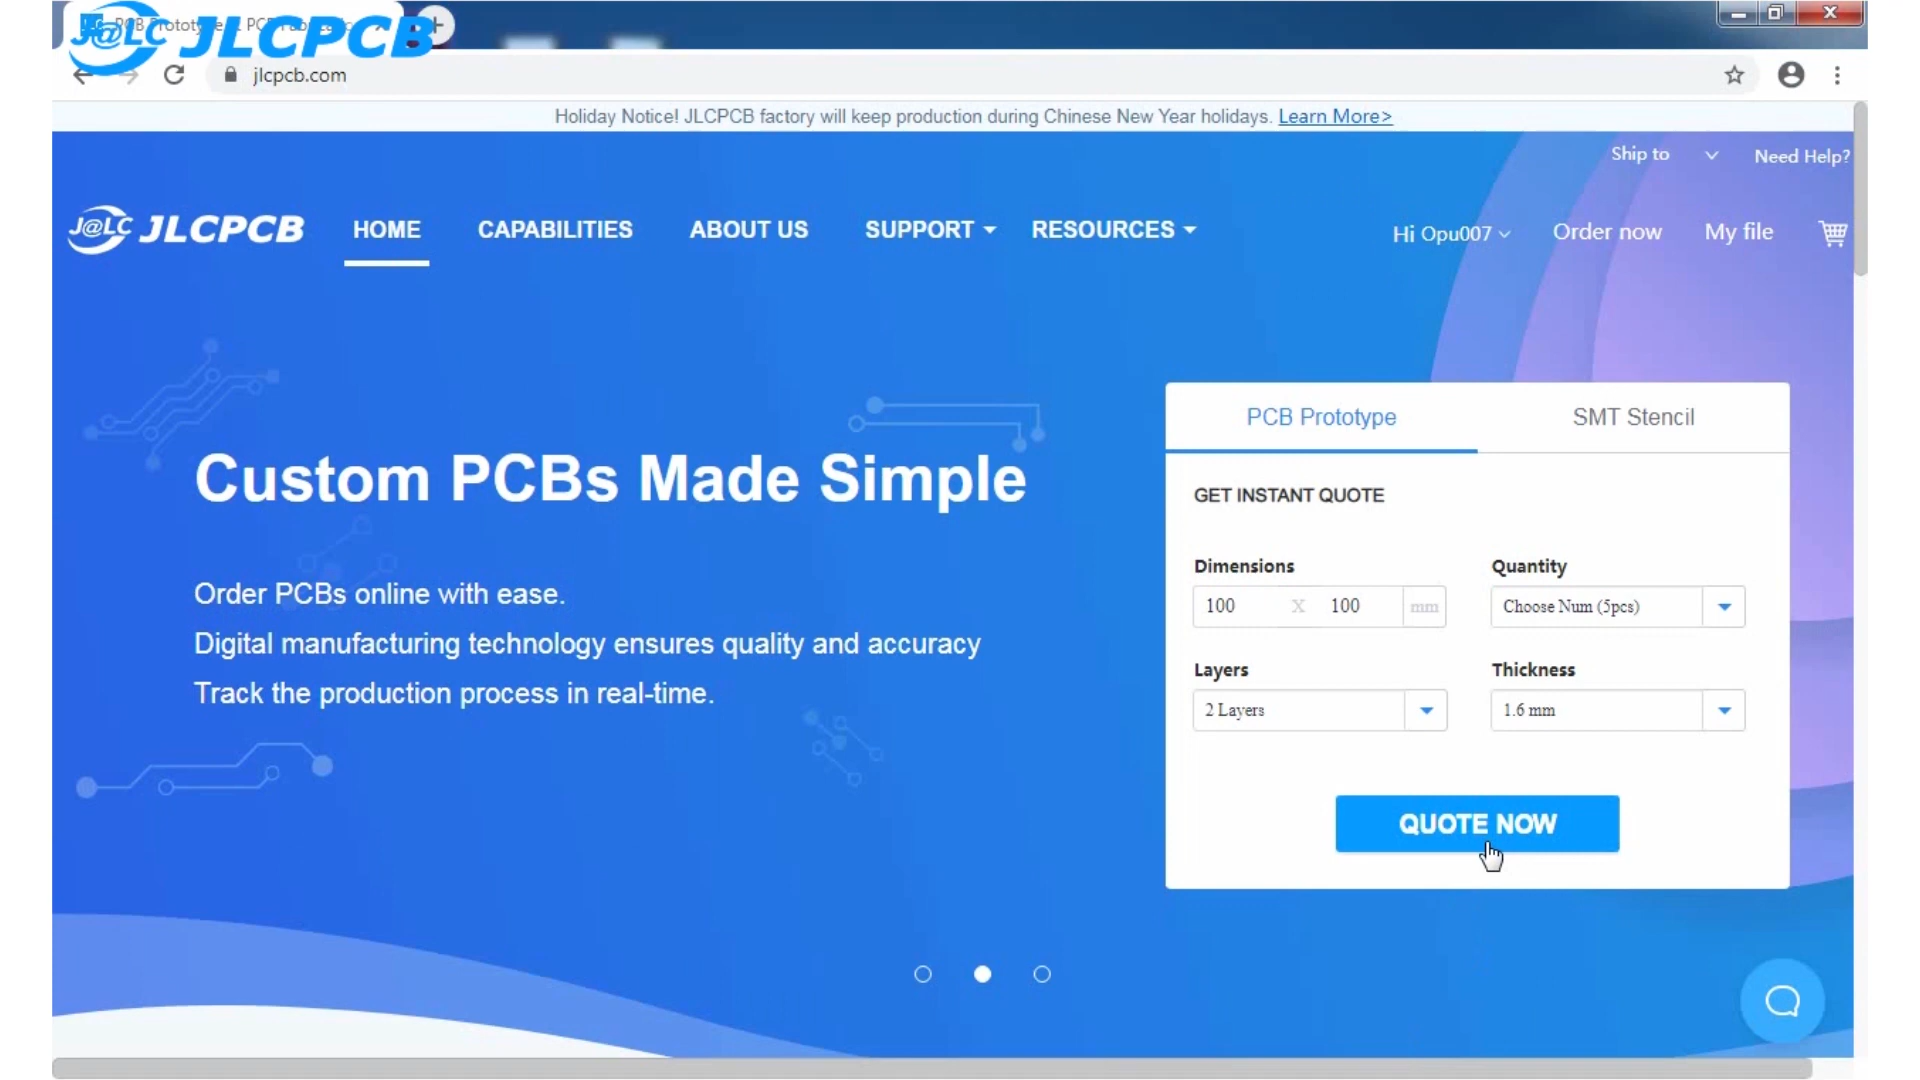 J@LC JLCPCB
jlcpcb.com
Holiday Notice! JLCPCB factory will keep production during Chinese New Year holidays. Learn More>
Ship to
Need Help?
J@LC JLCPCB
HOME
CAPABILITIES
ABOUT US
SUPPORT
RESOURCES
Hi Opu007
Order now
My file
Custom PCBs Made Simple
Order PCBs online with ease.
Digital manufacturing technology ensures quality and accuracy
Track the production process in real-time.
PCB Prototype
SMT Stencil
GET INSTANT QUOTE
Dimensions
Quantity
100 X 100 mm
Choose Num (5pcs)
Layers
Thickness
2 Layers
1.6 mm
QUOTE NOW